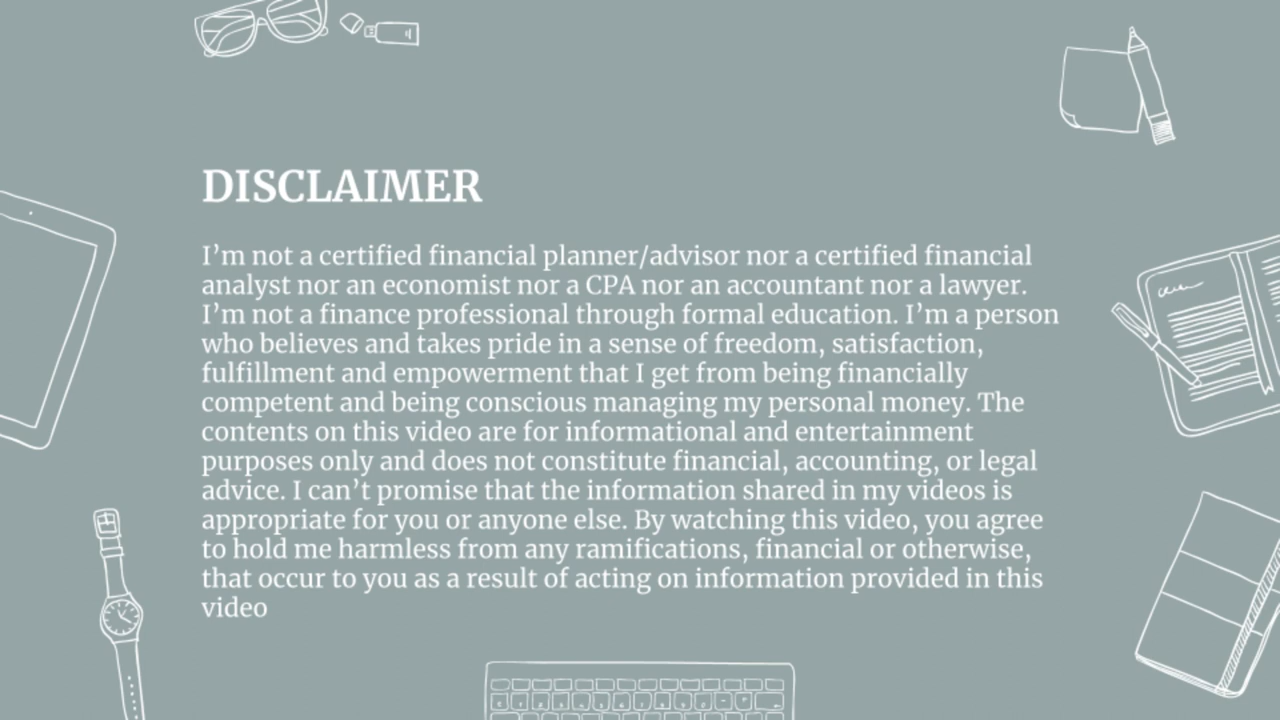 DISCLAIMER
I’m not a certified financial planner/advisor nor a certified financial
analyst nor an economist nor a CPA nor an accountant nor a lawyer.
I’m not a finance professional through formal education. I’m a person
who believes and takes pride in a sense of freedom, satisfaction,
fulfillment and empowerment that I get from being financially
competent and being conscious managing my personal money. The
contents on this video are for informational and entertainment
purposes only and does not constitute financial, accounting, or legal
advice. I can’t promise that the information shared in my videos is
appropriate for you or anyone else. By watching this video, you agree
to hold me harmless from any ramifications, financial or otherwise,
that occur to you as a result of acting on information provided in this
video